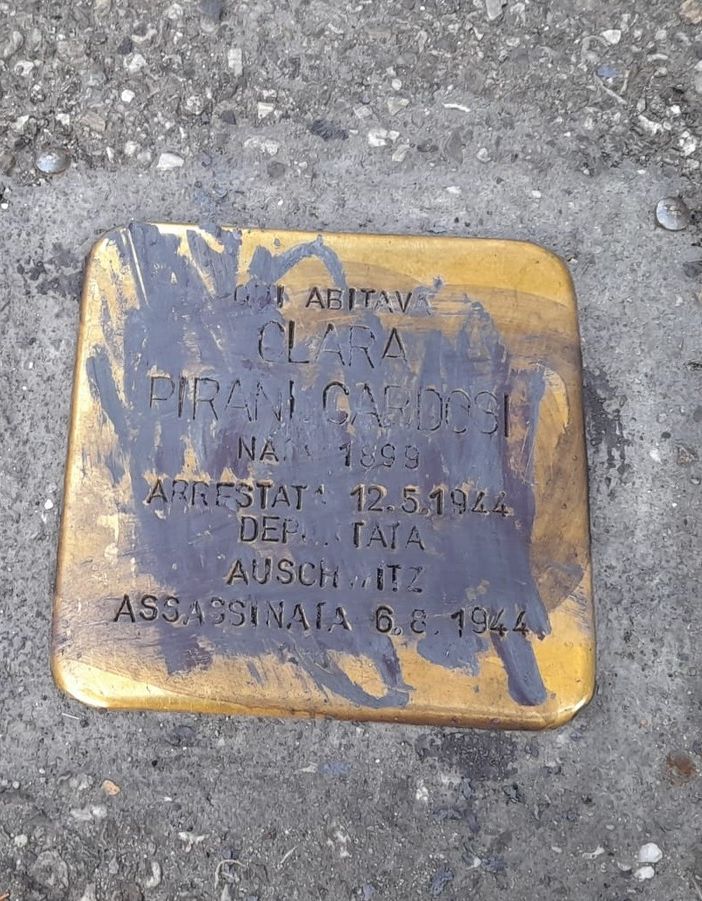 QUI ABITAVA
CLARA
PIRANI CARDOSI
NATA 1899
ARRESTATA 12.5.1944
DEPORTATA
AUSCHWITZ
ASSASSINATA 6.8.1944